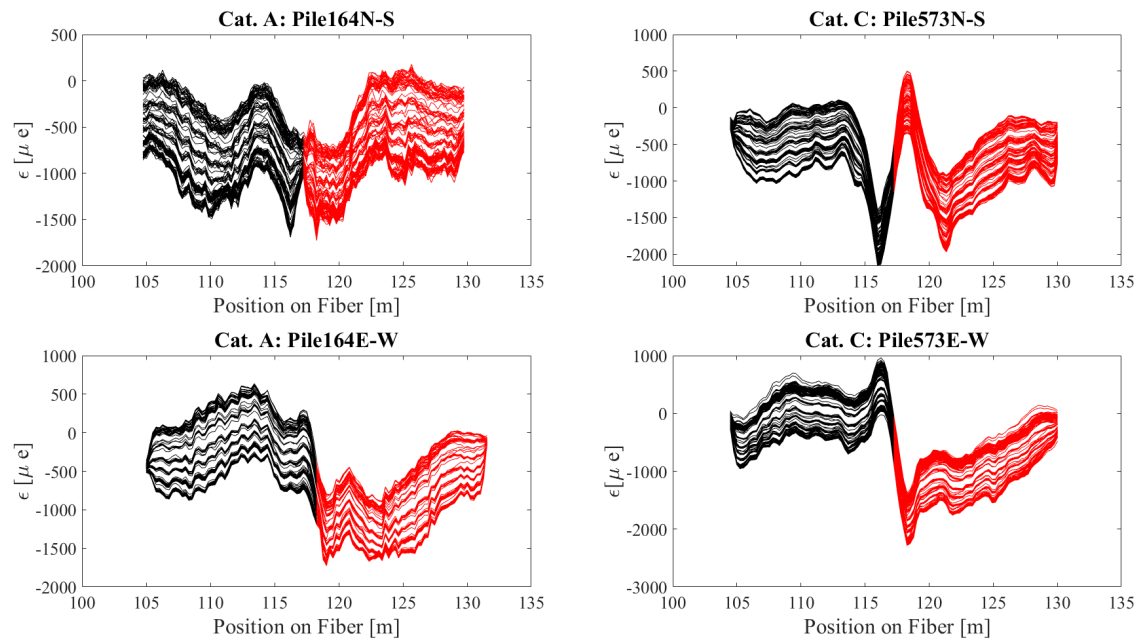 Cat. A: Pile164N-S
500
0
-500
-1000
-1500
-2000
ϵ [μ e]
100 105 110 115 120 125 130 135
Position on Fiber [m]
Cat. C: Pile573N-S
1000
500
0
-500
-1000
-1500
-2000
ϵ [μ e]
100 105 110 115 120 125 130 135
Position on Fiber [m]
Cat. A: Pile164E-W
1000
500
0
-500
-1000
-1500
-2000
ϵ [μ e]
100 105 110 115 120 125 130 135
Position on Fiber [m]
Cat. C: Pile573E-W
1000
0
-1000
-2000
-3000
ϵ[μ e]
100 105 110 115 120 125 130 135
Position on Fiber [m]